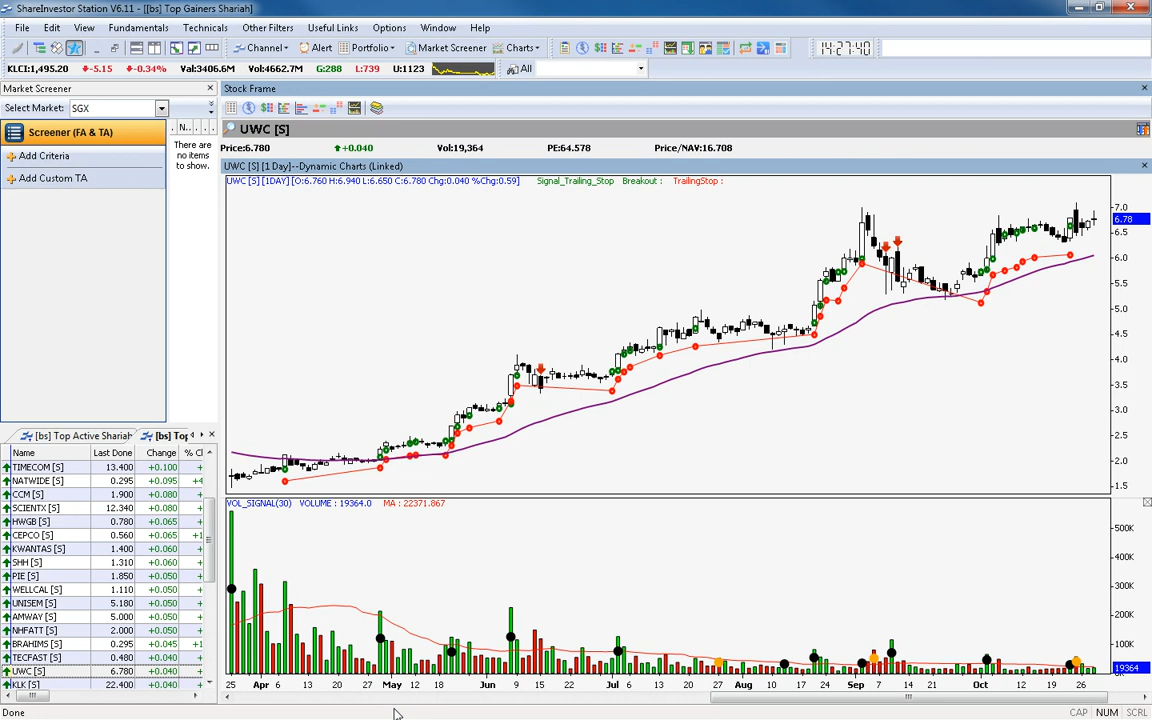 ShareInvestor Station V6.11 - [[bs] Top Gainers Shariah]
File Edit View Fundamentals Technicals Other Filters Useful Links Options Window Help
Channel Alert Portfolio Market Screener Charts 14:27:40
KLCI:1,495.20 -5.15 -0.34% Val:3406.6M Vol:4662.7M G:288 L:739 U:1123 All
Market Screener
Select Market: SGX
Screener (FA & TA)
Add Criteria
Add Custom TA
N..
There are
no items
to show.
Stock Frame
UWC [S]
Price:6.780 +0.040 Vol:19,364 PE:64.578 Price/NAV:16.708
UWC [S] [1 Day]--Dynamic Charts (Linked)
UWC [S] [1DAY] [O:6.760 H:6.940 L:6.650 C:6.780 Chg:0.040 %Chg:0.59] Signal_Trailing_Stop Breakout : TrailingStop :
7.0
6.78
6.5
6.0
5.5
5.0
4.5
4.0
3.5
3.0
2.5
2.0
1.5
VOL_SIGNAL(30) VOLUME : 19364.0 MA : 22371.867
500K
400K
300K
200K
100K
19364
25 Apr 6 13 20 27 May 12 18 Jun 9 15 22 Jul 6 14 21 Aug 11 17 24 Sep 7 14 21 Oct 12 19 26
[bs] Top Active Shariah [bs] Top
Name Last Done Change % Cl
TIMECOM [S] 13.400 +0.100 +
NATWIDE [S] 0.295 +0.095 +4
CCM [S] 1.900 +0.080 +
SCIENTX [S] 12.340 +0.080 +
HWGB [S] 0.780 +0.065 +
CEPCO [S] 0.560 +0.065 +1
KWANTAS [S] 1.400 +0.060 +
SHH [S] 1.310 +0.060 +
PIE [S] 1.850 +0.050 +
WELLCAL [S] 1.110 +0.050 +
UNISEM [S] 5.180 +0.050 +
AMWAY [S] 5.000 +0.050 +
NHFATT [S] 2.000 +0.050 +
BRAHIMS [S] 0.295 +0.045 +1
TECFAST [S] 0.480 +0.040 +
UWC [S] 6.780 +0.040 +
KLK [S] 22.400 +0.040 +
Done CAP NUM SCRL